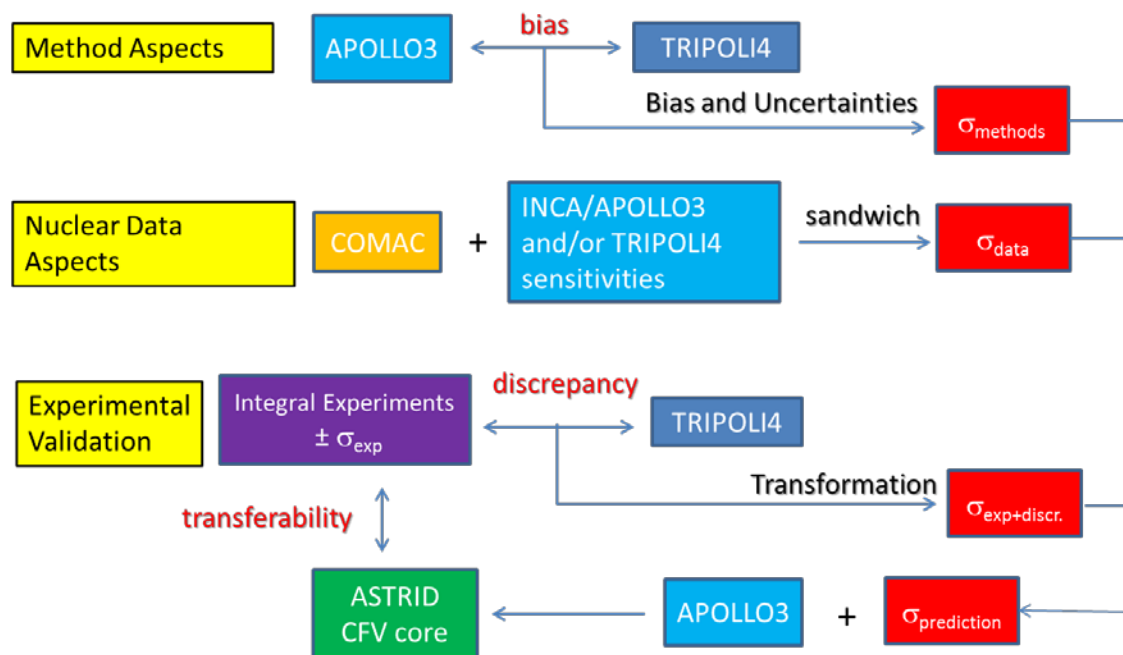 Method Aspects
APOLLO3
bias
TRIPOLI4
Bias and Uncertainties
σmethods
Nuclear Data
Aspects
COMAC
+
INCA/APOLLO3
and/or TRIPOLI4
sensitivities
sandwich
σdata
Experimental
Validation
Integral Experiments
± σexp
discrepancy
TRIPOLI4
Transformation
σexp+discr.
transferability
ASTRID
CFV core
APOLLO3
+
σprediction